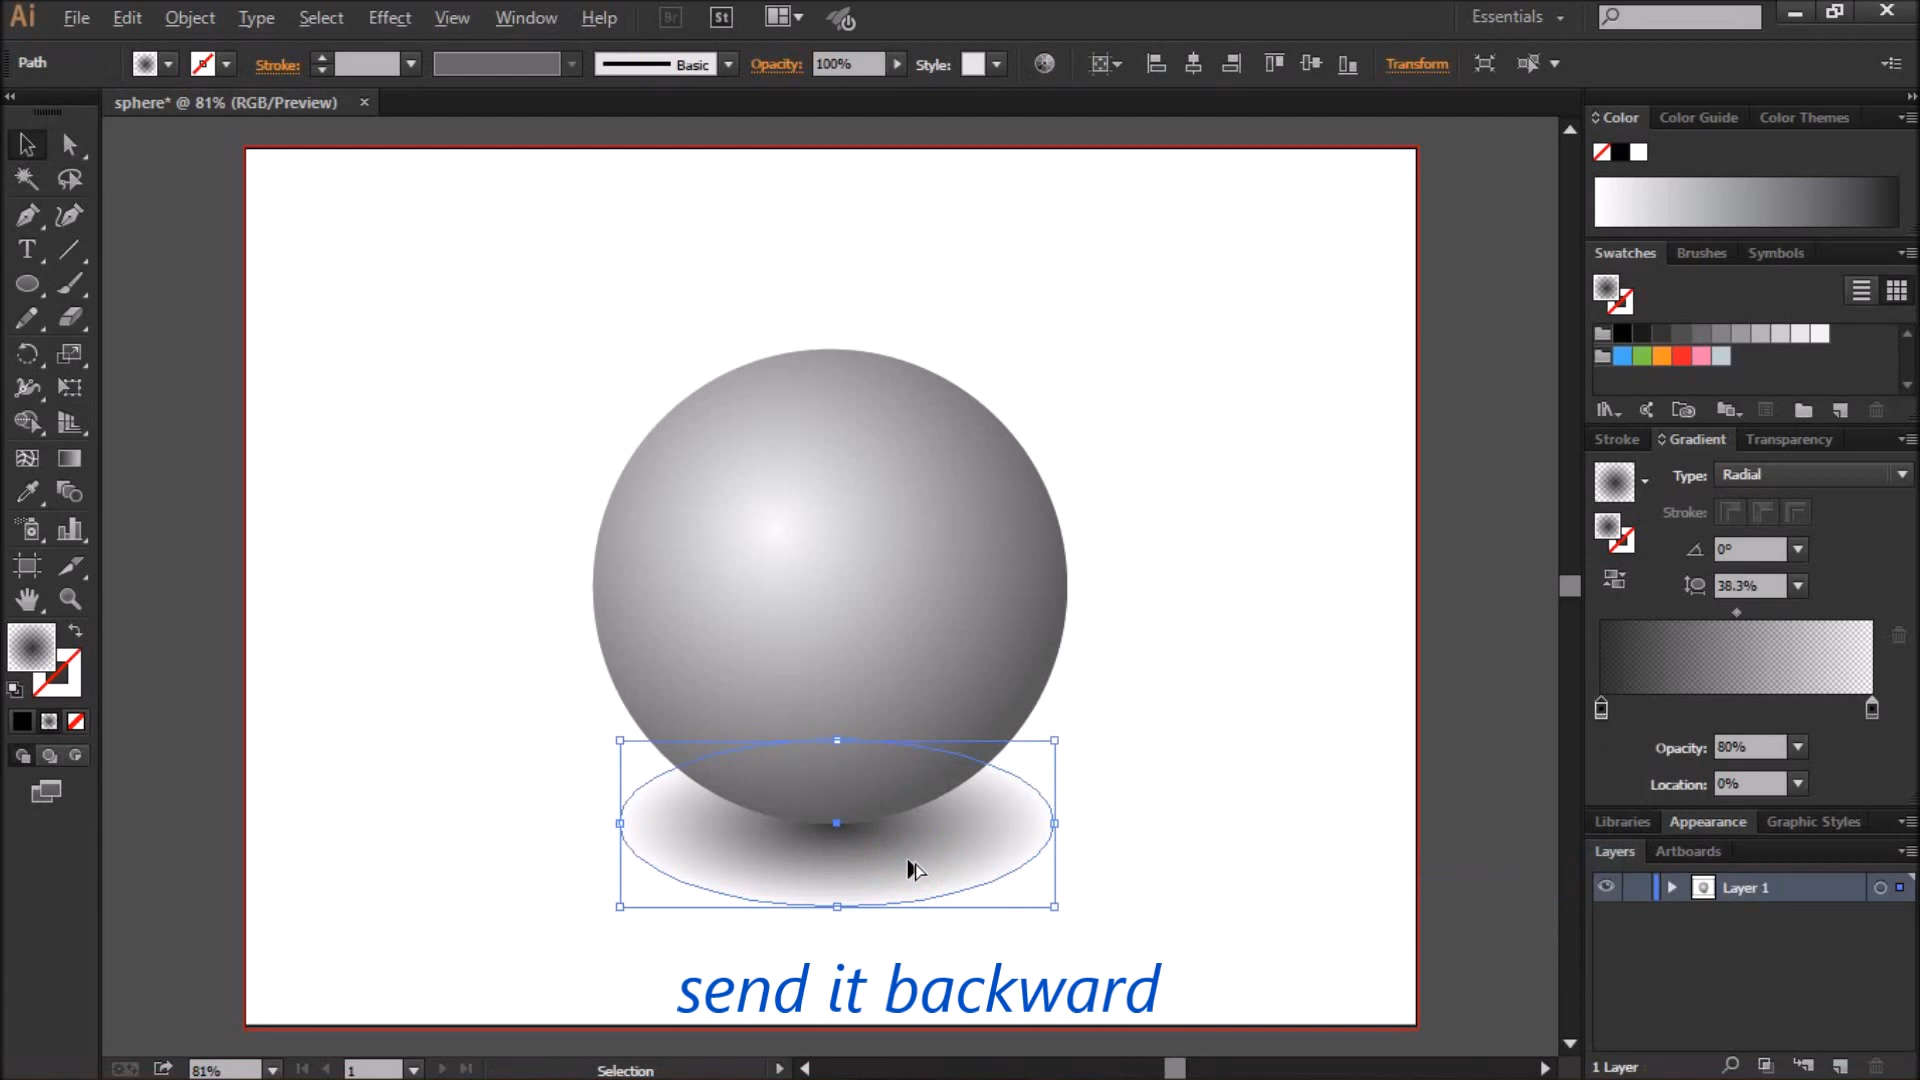 Ai File Edit Object Type Select Effect View Window Help Br St Essentials
Path Stroke: Basic Opacity: 100% Style: Transform
sphere* @ 81% (RGB/Preview) ×
Color Color Guide Color Themes
Swatches Brushes Symbols
Stroke Gradient Transparency
Type: Radial
Stroke:
0°
38.3%
Opacity: 80%
Location: 0%
Libraries Appearance Graphic Styles
Layers Artboards
Layer 1
send it backward
81% 1 Selection
1 Layer